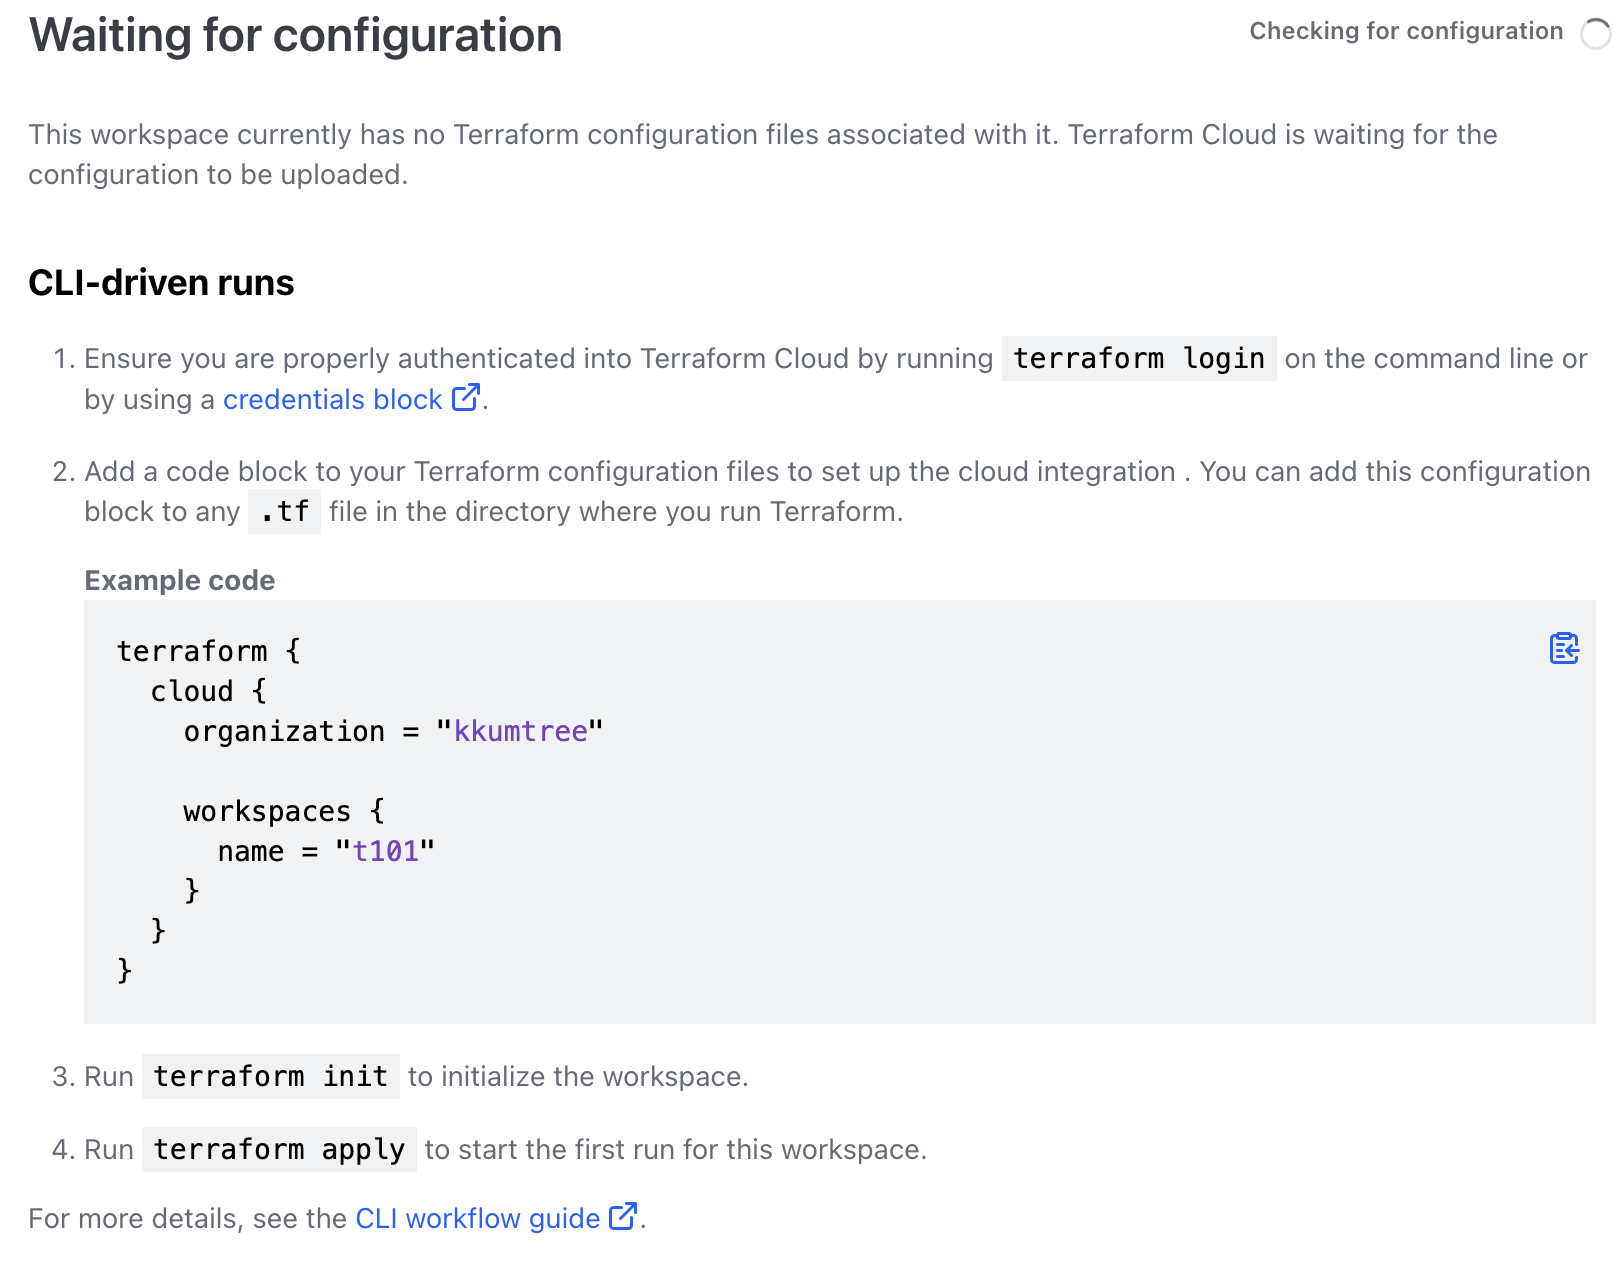 Waiting for configuration
Checking for configuration
This workspace currently has no Terraform configuration files associated with it. Terraform Cloud is waiting for the
configuration to be uploaded.
CLI-driven runs
1. Ensure you are properly authenticated into Terraform Cloud by running terraform login on the command line or
by using a credentials block.
2. Add a code block to your Terraform configuration files to set up the cloud integration . You can add this configuration
block to any .tf file in the directory where you run Terraform.
Example code
terraform {
  cloud {
    organization = "kkumtree"

    workspaces {
      name = "t101"
    }
  }
}
3. Run terraform init to initialize the workspace.
4. Run terraform apply to start the first run for this workspace.
For more details, see the CLI workflow guide.